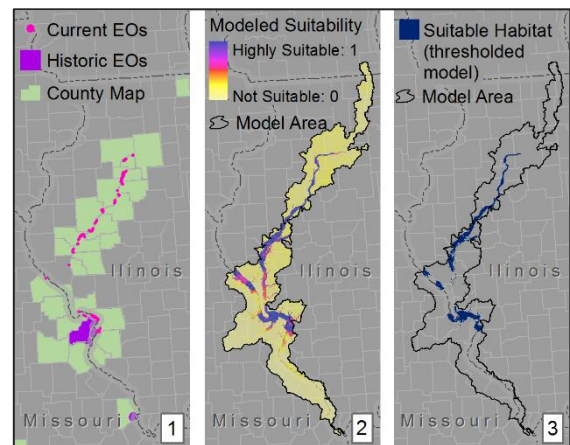 Current EOs
Historic EOs
County Map
Illinois
Missouri
1
Modeled Suitability
Highly Suitable: 1
Not Suitable: 0
Model Area
Illinois
Missouri
2
Suitable Habitat
(thresholded
model)
Model Area
Illinois
Missouri
3